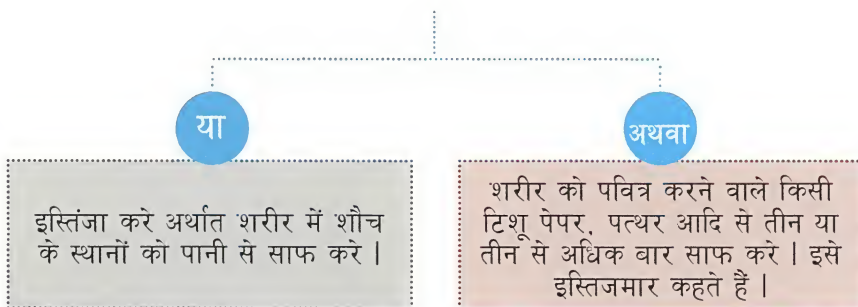 या
इस्तिंजा करे अर्थात शरीर में शौच
के स्थानों को पानी से साफ करे |
अथवा
शरीर को पवित्र करने वाले किसी
टिशू पेपर, पत्थर आदि से तीन या
तीन से अधिक बार साफ करे | इसे
इस्तिजमार कहते हैं |